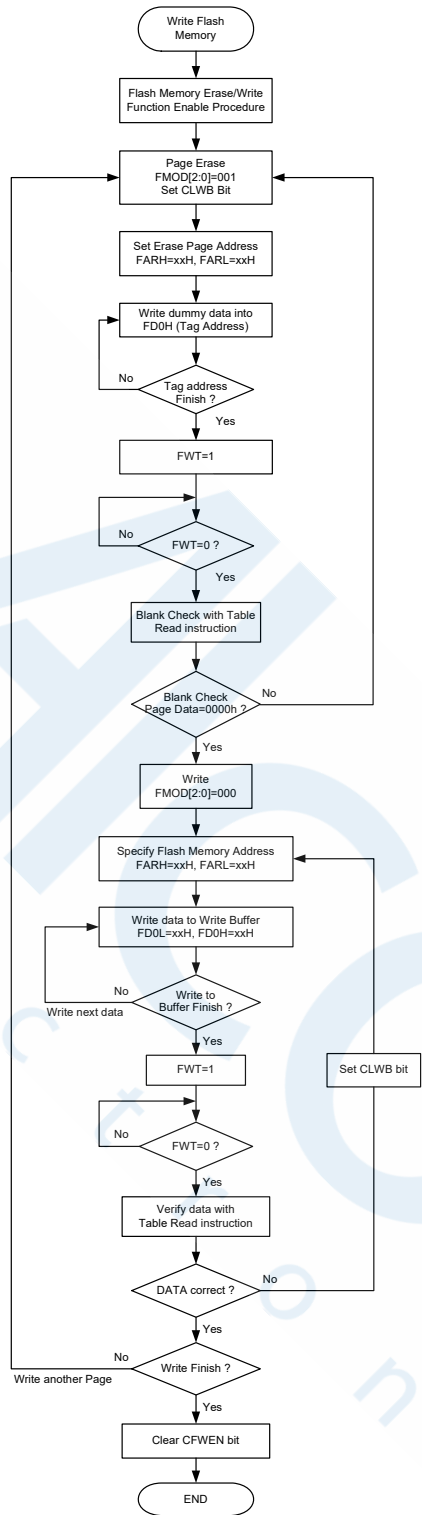 Write Flash
Memory
Flash Memory Erase/Write
Function Enable Procedure
Page Erase
FMOD[2:0]=001
Set CLWB Bit
Set Erase Page Address
FARH=xxH, FARL=xxH
Write dummy data into
FD0H (Tag Address)
No
Tag address
Finish ?
Yes
FWT=1
No
FWT=0 ?
Yes
Blank Check with Table
Read instruction
Blank Check
Page Data=0000h ?
No
Yes
Write
FMOD[2:0]=000
Specify Flash Memory Address
FARH=xxH, FARL=xxH
Write data to Write Buffer
FD0L=xxH, FD0H=xxH
No
Write next data
Write to
Buffer Finish ?
Yes
FWT=1
Set CLWB bit
No
FWT=0 ?
Yes
Verify data with
Table Read instruction
DATA correct ?
No
Yes
No
Write another Page
Write Finish ?
Yes
Clear CFWEN bit
END